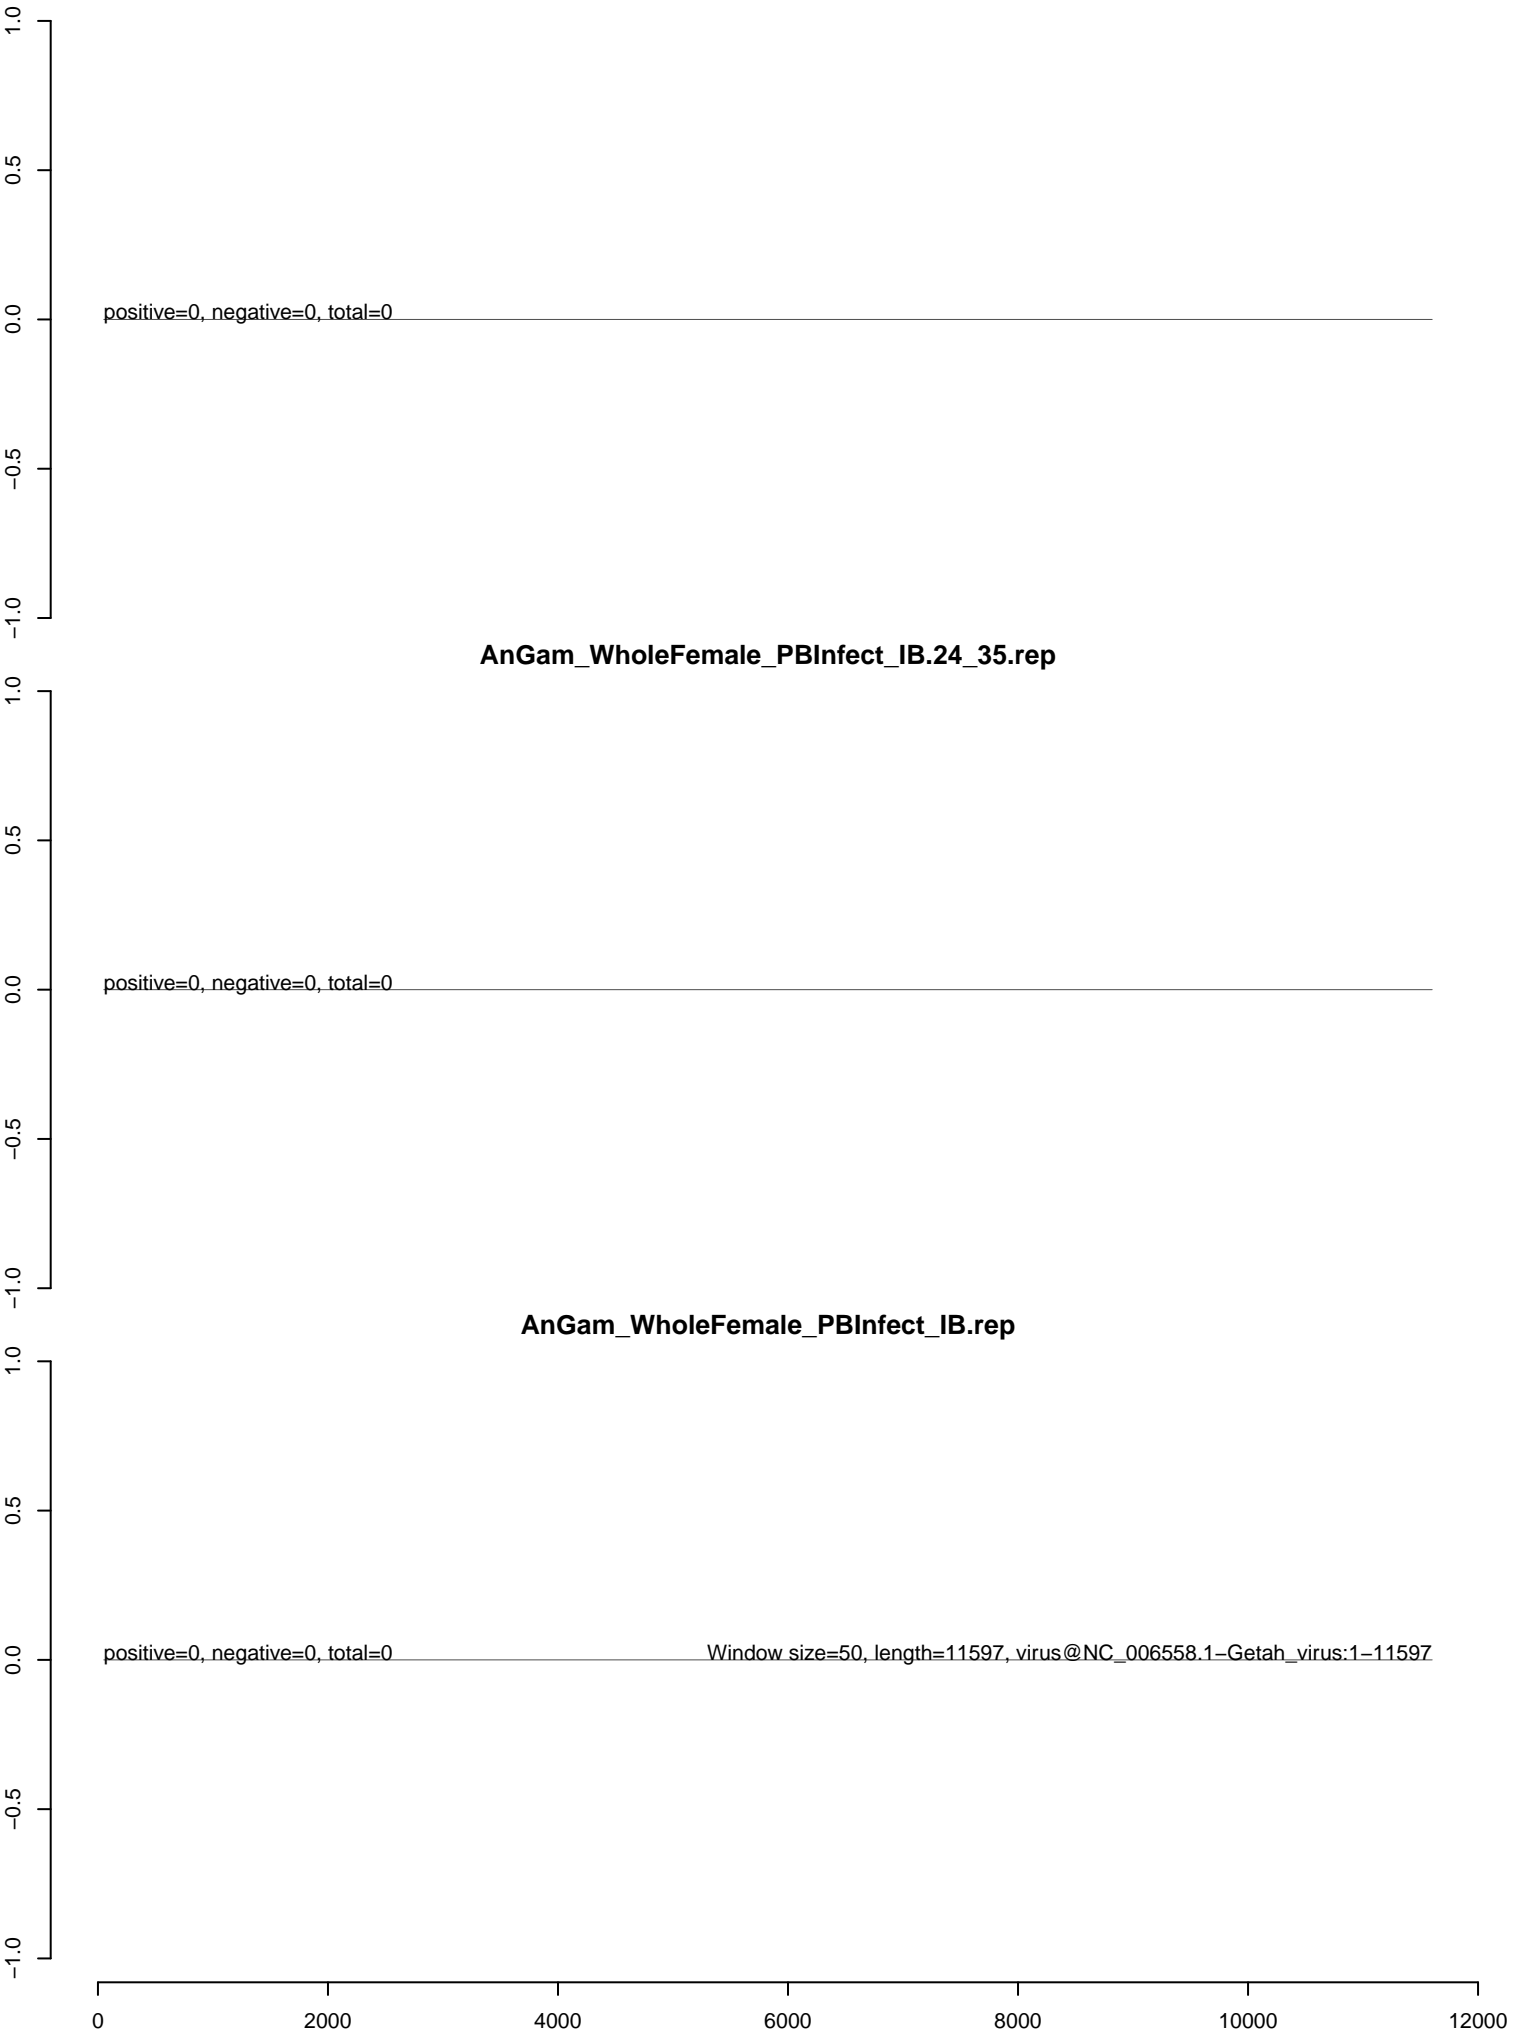 1.0
0.5
0.0
−0.5
−1.0
positive=0, negative=0, total=0
AnGam_WholeFemale_PBInfect_IB.24_35.rep
1.0
0.5
0.0
−0.5
−1.0
positive=0, negative=0, total=0
AnGam_WholeFemale_PBInfect_IB.rep
1.0
0.5
0.0
−0.5
−1.0
positive=0, negative=0, total=0
Window size=50, length=11597, virus@NC_006558.1−Getah_virus:1−11597
0 2000 4000 6000 8000 10000 12000